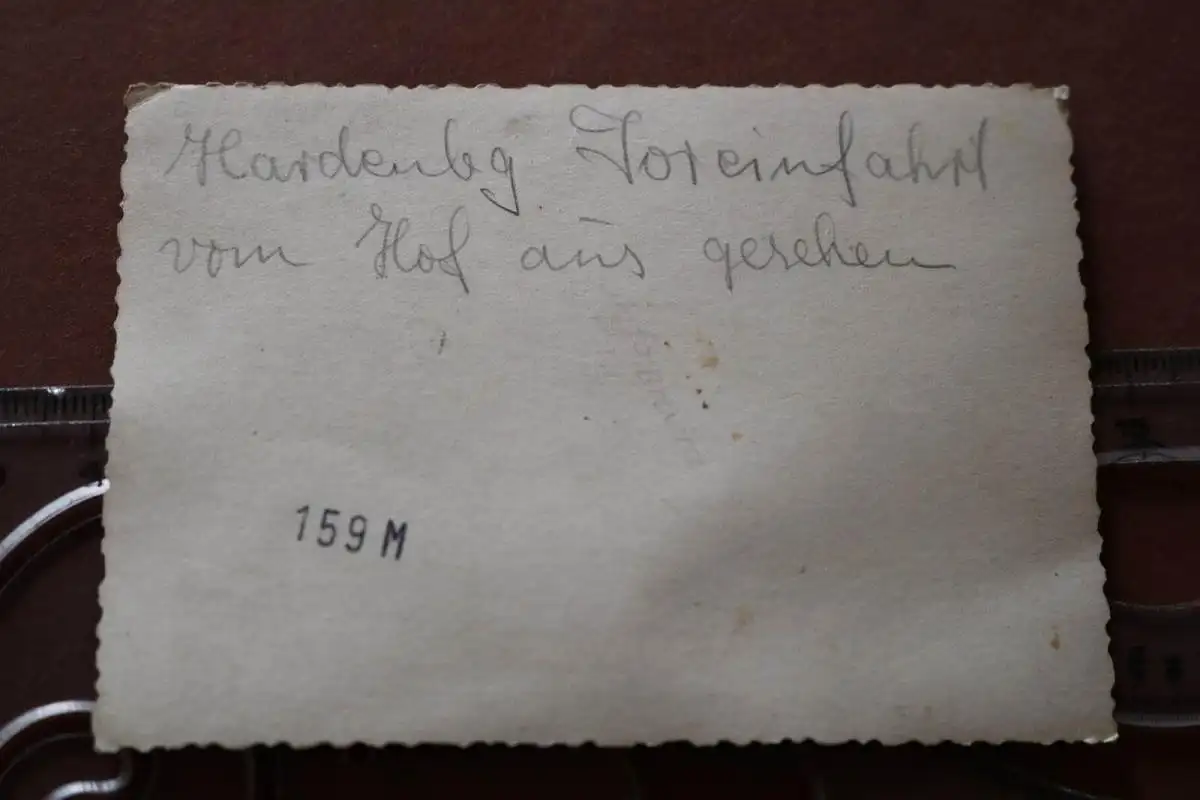 Hardenbg Toreinfahrt
vom Hof aus gesehen
159 M